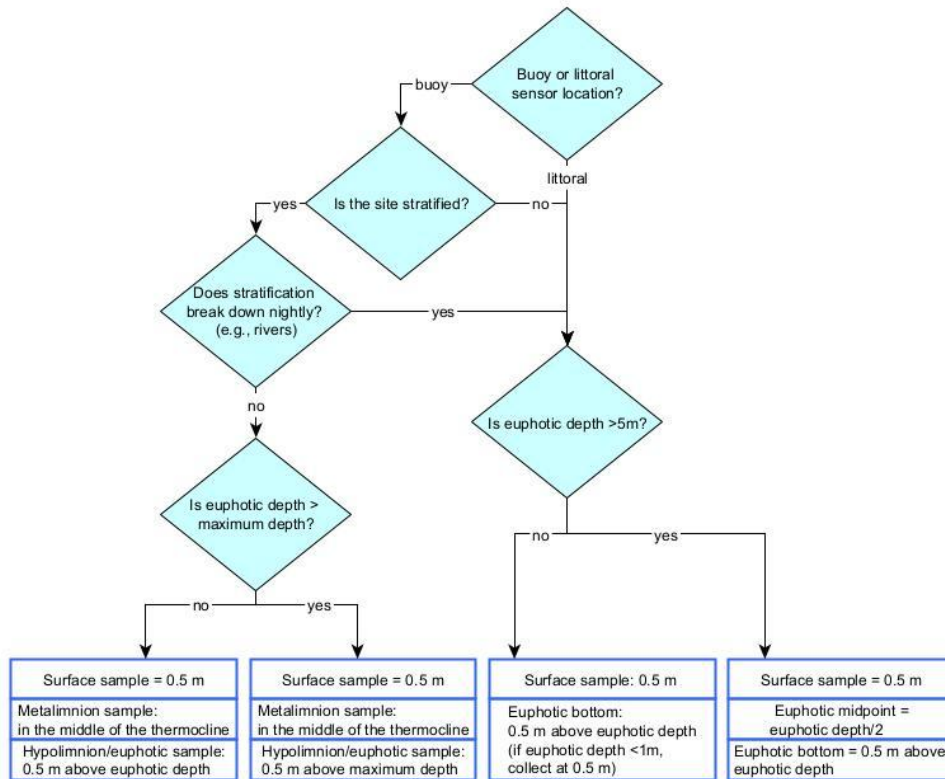 Buoy or littoral
sensor location?
buoy
littoral
Is the site stratified?
yes
no
Does stratification
break down nightly?
(e.g., rivers)
yes
no
Is euphotic depth >5m?
Is euphotic depth >
maximum depth?
no
yes
no
yes
Surface sample = 0.5 m
Metalimnion sample:
in the middle of the thermocline
Hypolimnion/euphotic sample:
0.5 m above euphotic depth
Surface sample = 0.5 m
Metalimnion sample:
in the middle of the thermocline
Hypolimnion/euphotic sample:
0.5 m above maximum depth
Surface sample: 0.5 m
Euphotic bottom:
0.5 m above euphotic depth
(if euphotic depth <1m,
collect at 0.5 m)
Surface sample = 0.5 m
Euphotic midpoint =
euphotic depth/2
Euphotic bottom = 0.5 m above
euphotic depth